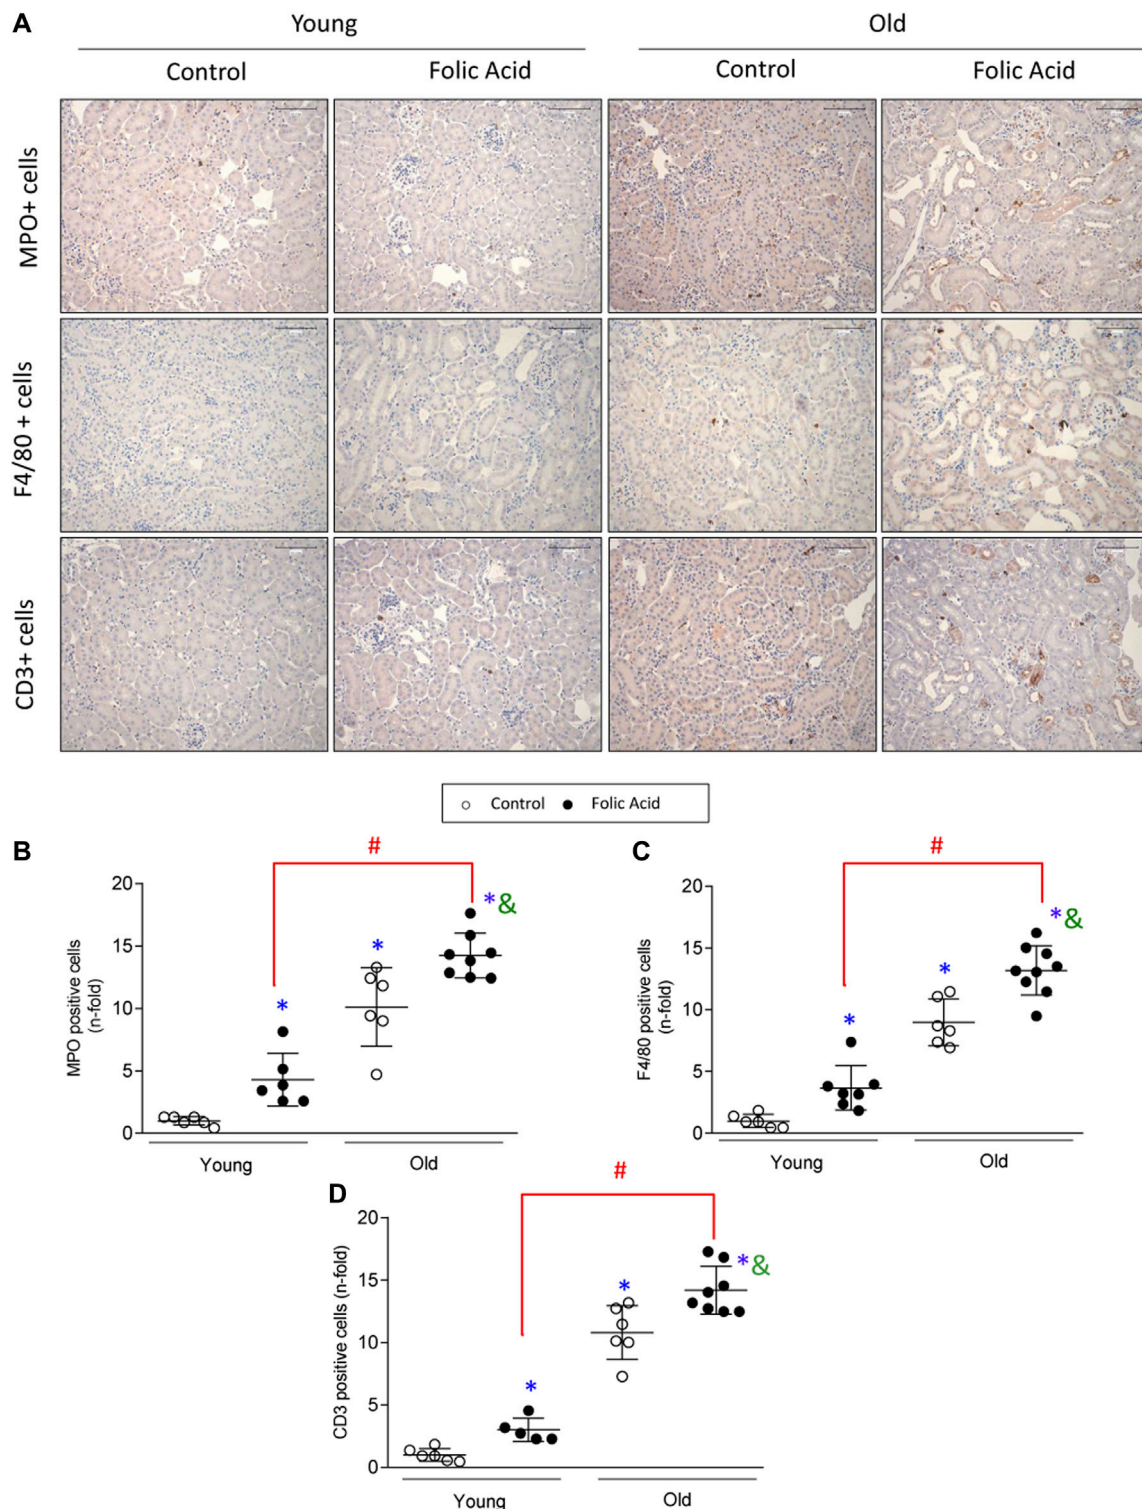 A
Young
Old
Control
Folic Acid
Control
Folic Acid
MPO+ cells
F4/80 + cells
CD3+ cells
Control
Folic Acid
B
#
MPO positive cells
(n-fold)
20
15
10
5
0
*
*
* &
Young
Old
C
#
F4/80 positive cells
(n-fold)
20
15
10
5
0
*
*
* &
Young
Old
D
#
CD3 positive cells (n-fold)
20
15
10
5
0
*
*
* &
Young
Old